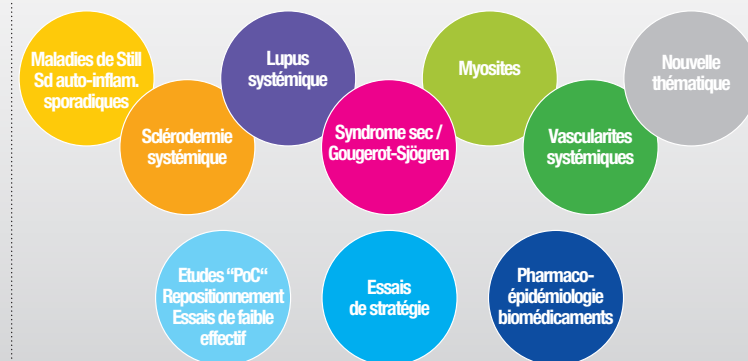 Maladies de Still
Sd auto-inflam.
sporadiques
Lupus
systémique
Myosites
Nouvelle
thématique
Sclérodermie
systémique
Syndrome sec /
Gougerot-Sjögren
Vascularites
systémiques
Etudes “PoC“
Repositionnement
Essais de faible
effectif
Essais
de stratégie
Pharmaco-
épidémiologie
biomédicaments